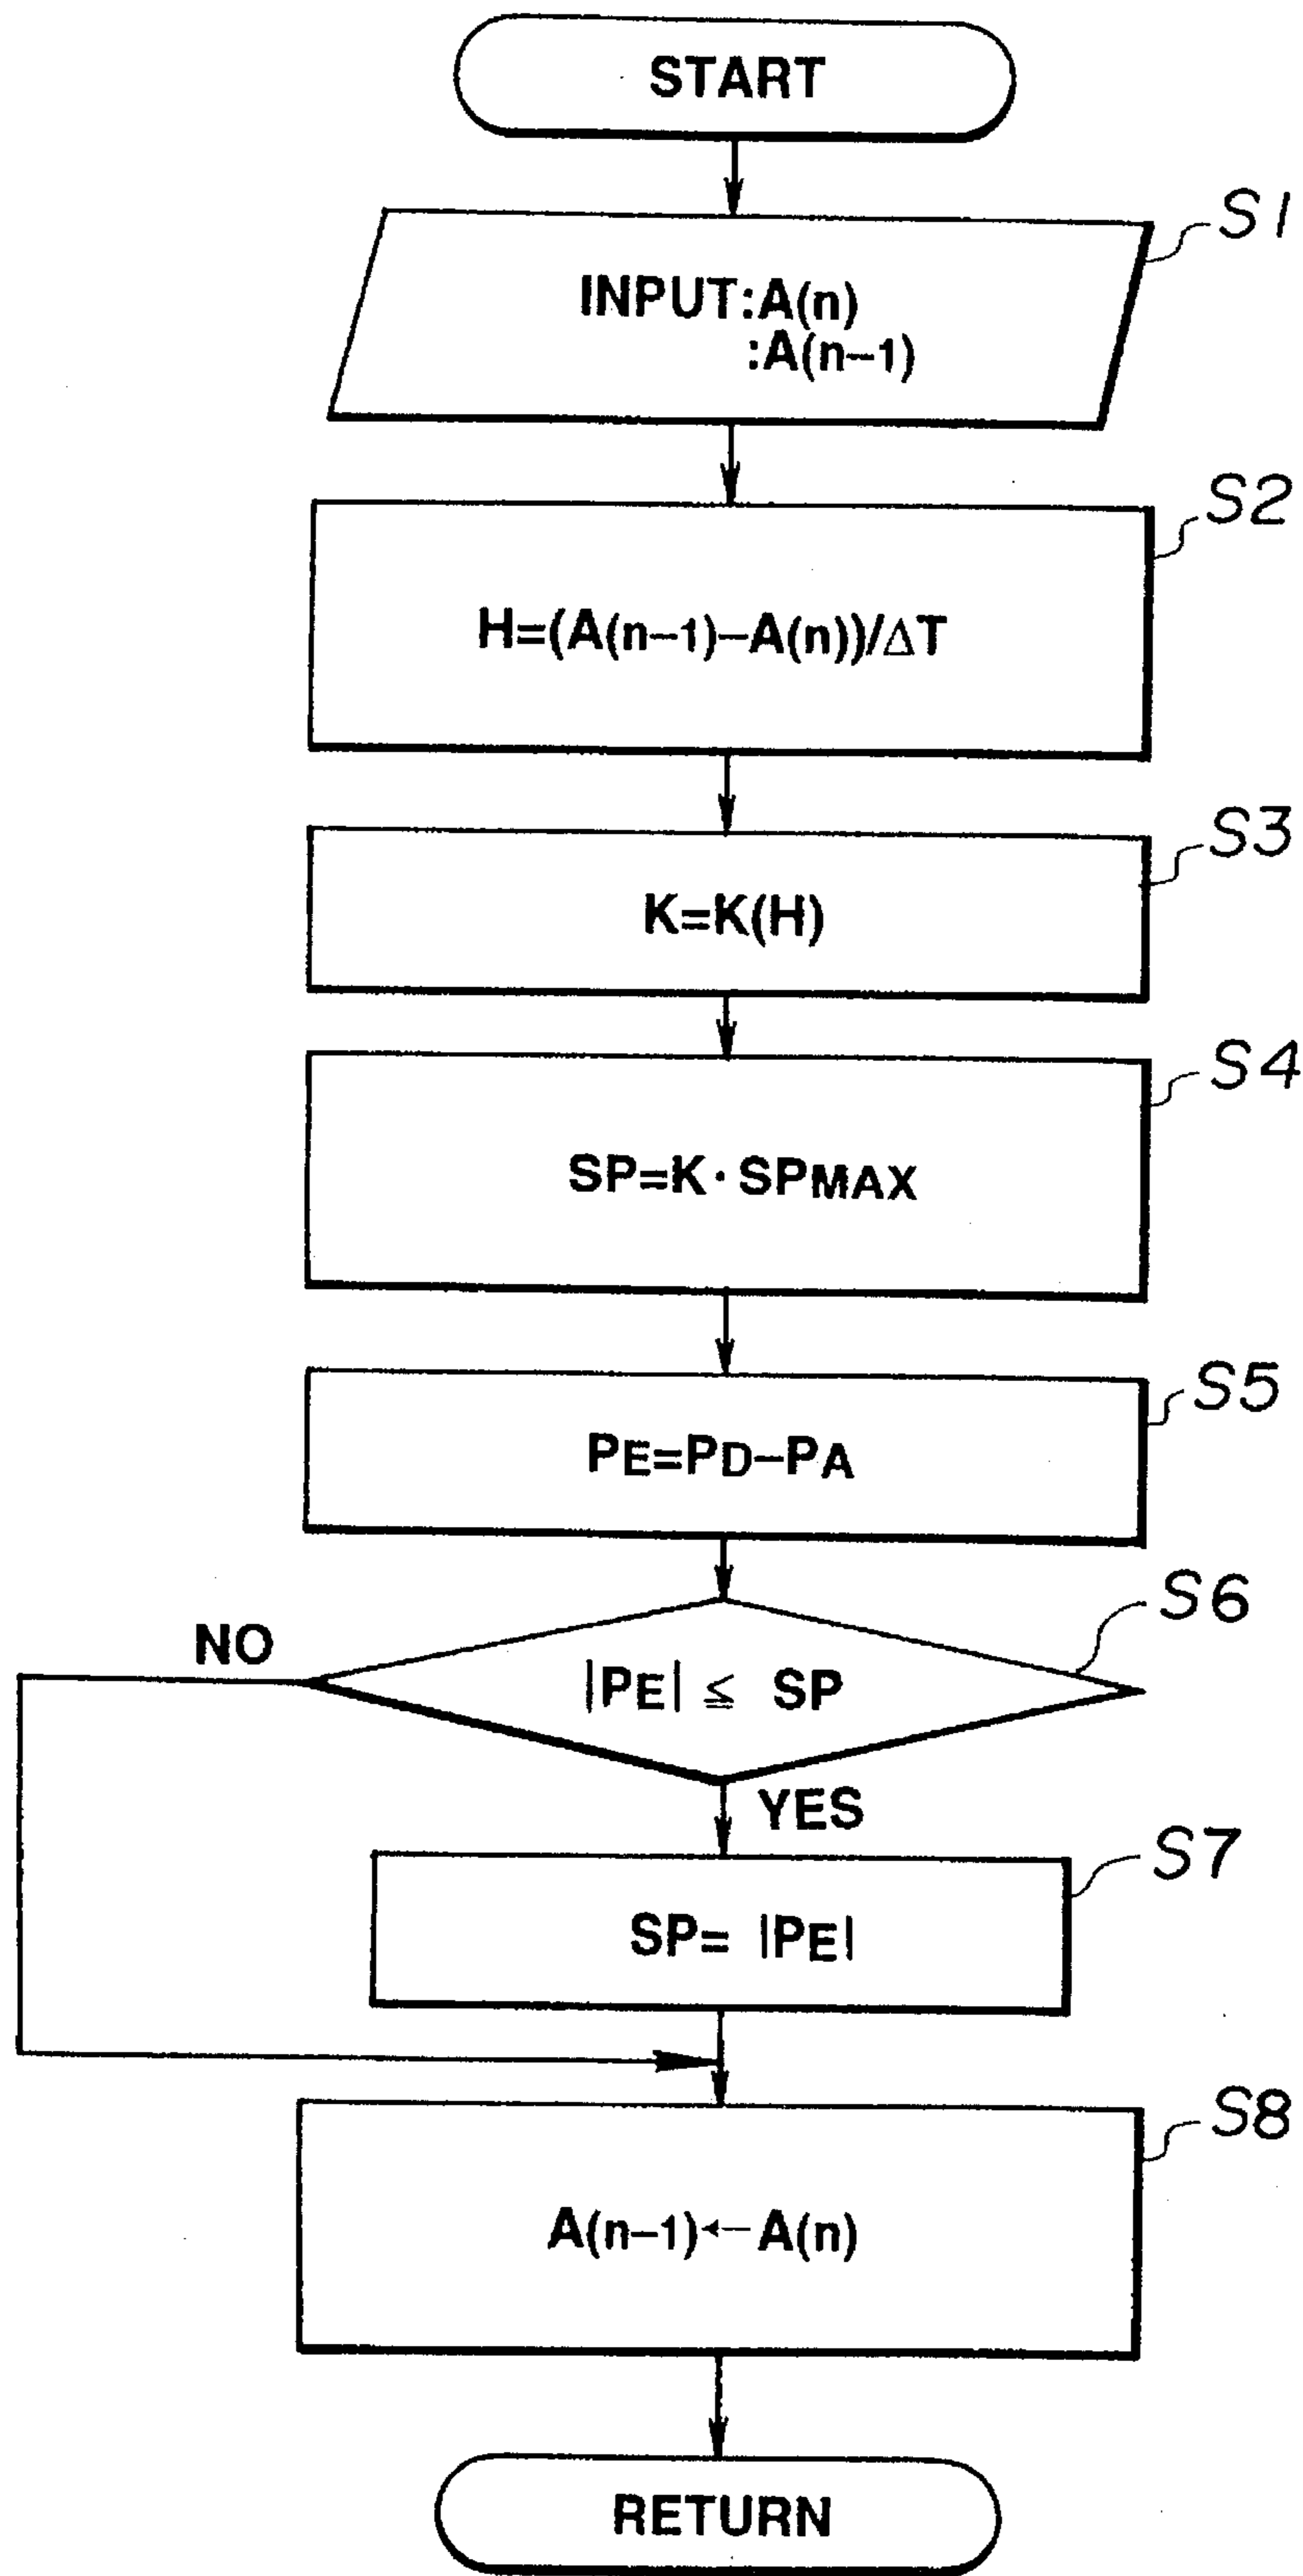 START
S1
INPUT:A(n)
:A(n-1)
S2
H=(A(n-1)-A(n))/ΔT
S3
K=K(H)
S4
SP=K·SPMAX
S5
PE=PD-PA
S6
NO
|PE| ≦ SP
YES
S7
SP= |PE|
S8
A(n-1)←A(n)
RETURN